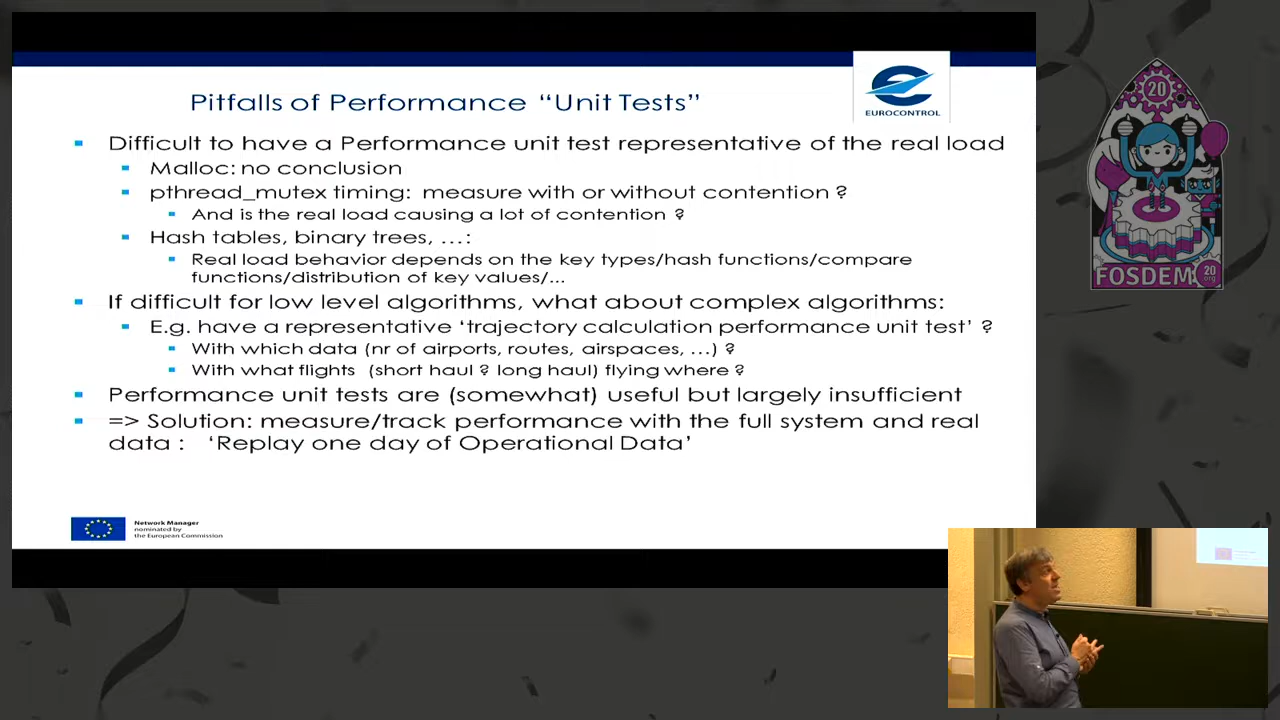 Pitfalls of Performance “Unit Tests”
EUROCONTROL
Difficult to have a Performance unit test representative of the real load
Malloc: no conclusion
pthread_mutex timing: measure with or without contention ?
And is the real load causing a lot of contention ?
Hash tables, binary trees, …:
Real load behavior depends on the key types/hash functions/compare
functions/distribution of key values/...
If difficult for low level algorithms, what about complex algorithms:
E.g. have a representative ‘trajectory calculation performance unit test’ ?
With which data (nr of airports, routes, airspaces, …) ?
With what flights (short haul ? long haul) flying where ?
Performance unit tests are (somewhat) useful but largely insufficient
=> Solution: measure/track performance with the full system and real
data : ‘Replay one day of Operational Data’
Network Manager
nominated by
the European Commission
20
FOSDEM
20
.org